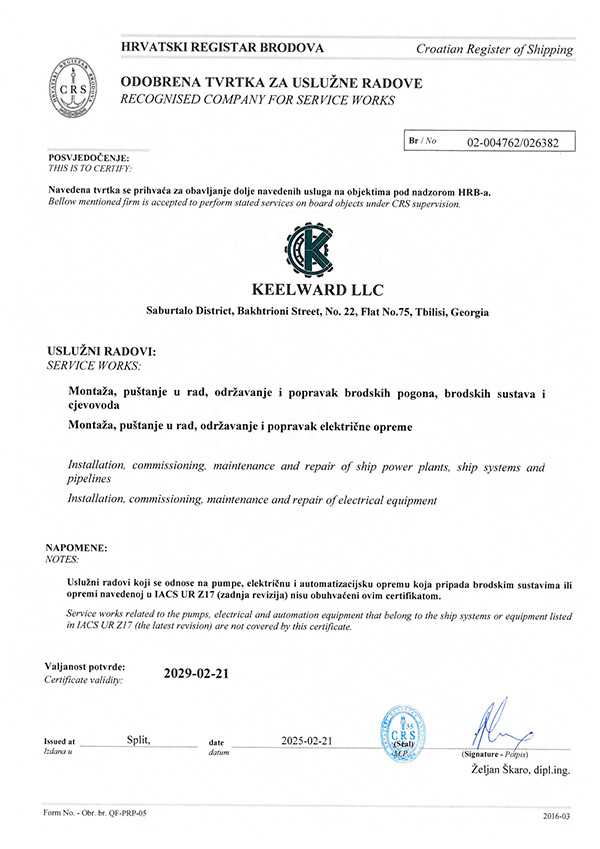 HRVATSKI REGISTAR BRODOVA
Croatian Register of Shipping
HRVATSKI REGISTAR BRODOVA
CRS
ODOBRENA TVRTKA ZA USLUŽNE RADOVE
RECOGNISED COMPANY FOR SERVICE WORKS
Br / No 02-004762/026382
POSVJEDOČENJE:
THIS IS TO CERTIFY:
Navedena tvrtka se prihvaća za obavljanje dolje navedenih usluga na objektima pod nadzorom HRB-a.
Bellow mentioned firm is accepted to perform stated services on board objects under CRS supervision.
K
KEELWARD LLC
Saburtalo District, Bakhtrioni Street, No. 22, Flat No.75, Tbilisi, Georgia
USLUŽNI RADOVI:
SERVICE WORKS:
Montaža, puštanje u rad, održavanje i popravak brodskih pogona, brodskih sustava i
cjevovoda
Montaža, puštanje u rad, održavanje i popravak električne opreme
Installation, commissioning, maintenance and repair of ship power plants, ship systems and
pipelines
Installation, commissioning, maintenance and repair of electrical equipment
NAPOMENE:
NOTES:
Uslužni radovi koji se odnose na pumpe, električnu i automatizacijsku opremu koja pripada brodskim sustavima ili
opremi navedenoj u IACS UR Z17 (zadnja revizija) nisu obuhvaćeni ovim certifikatom.
Service works related to the pumps, electrical and automation equipment that belong to the ship systems or equipment listed
in IACS UR Z17 (the latest revision) are not covered by this certificate.
Valjanost potvrde:
Certificate validity:
2029-02-21
Issued at Split, date 2025-02-21
Izdana u datum
35
CRS
(Seal)
M.P.
(Signature - Potpis)
Željan Škaro, dipl.ing.
Form No. - Obr. br. QF-PRP-05
2016-03